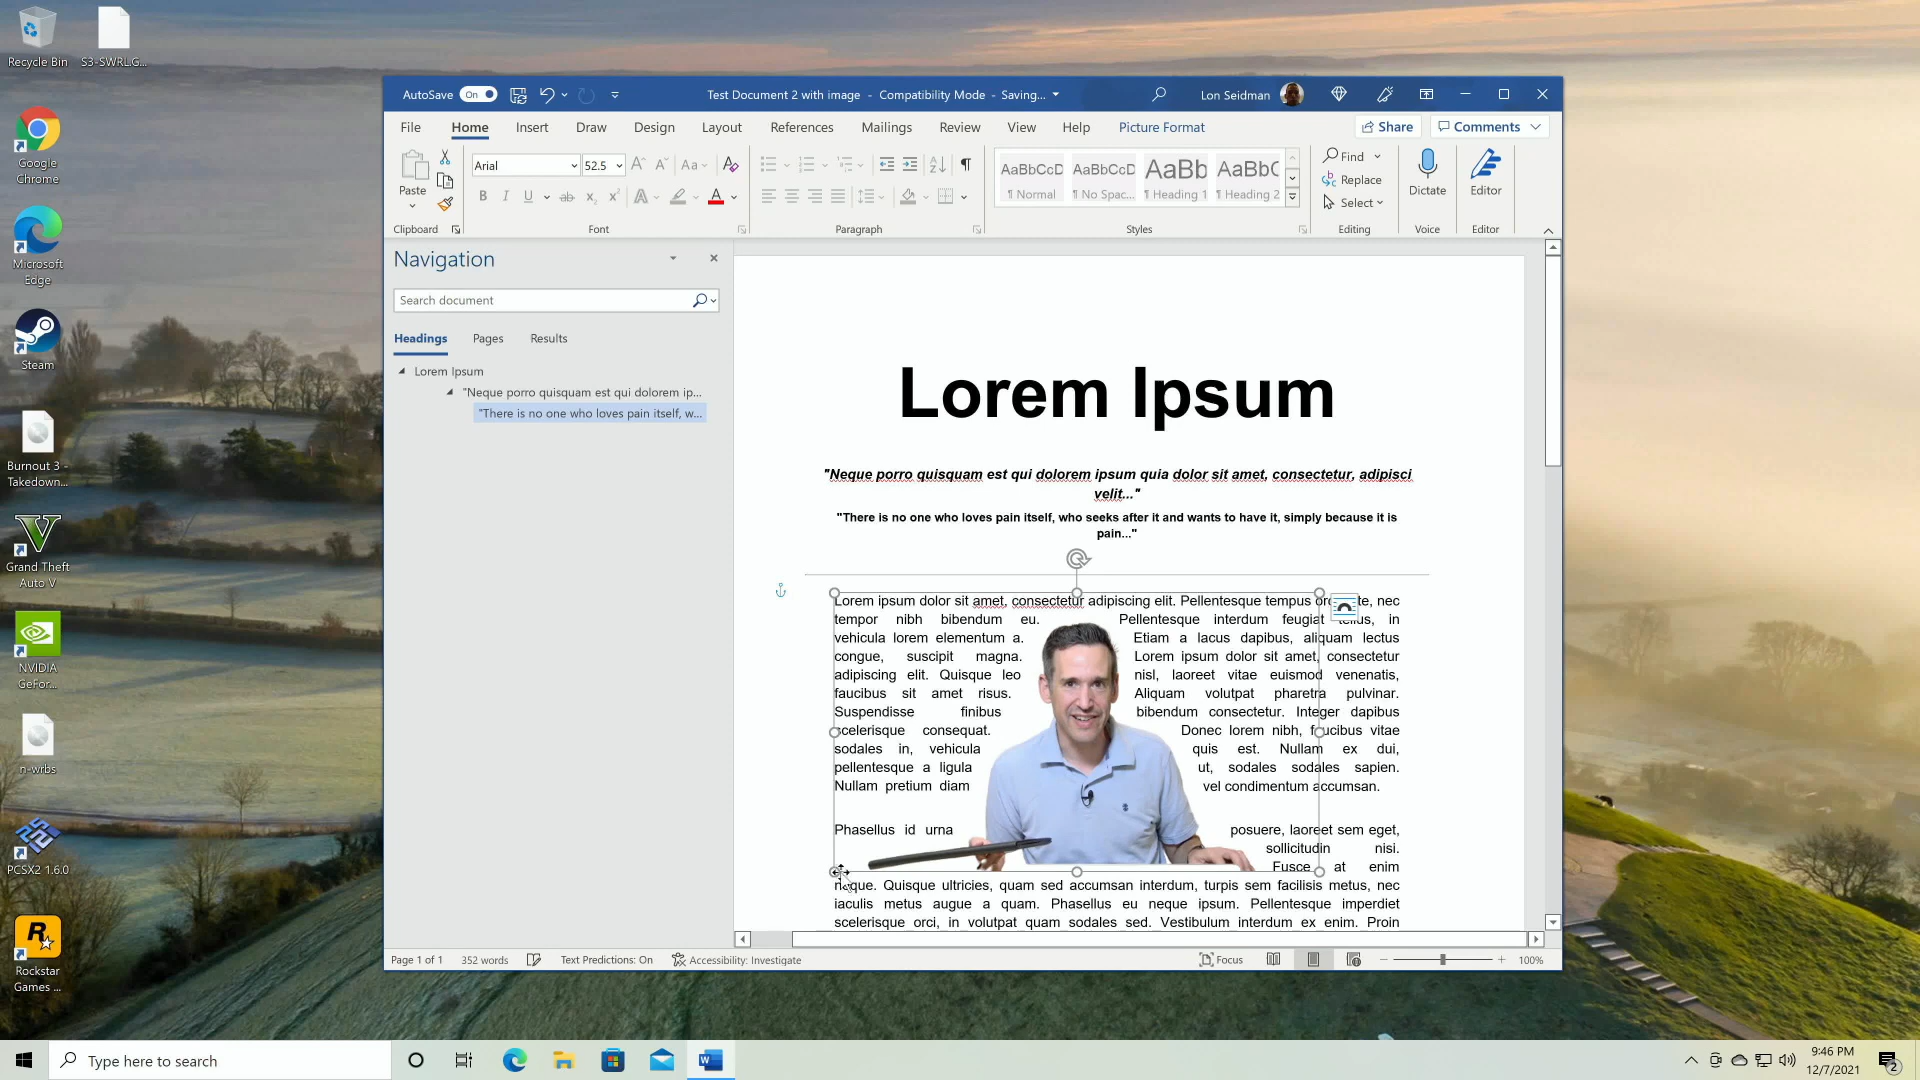 Recycle Bin
S3-SWRL.G...
Google
Chrome
Microsoft
Edge
Steam
Burnout 3 -
Takedown...
Grand Theft
Auto V
NVIDIA
GeFor...
n-wrbs
PCSX2 1.6.0
Rockstar
Games ...
AutoSave On
Test Document 2 with image - Compatibility Mode - Saving...
Lon Seidman
File Home Insert Draw Design Layout References Mailings Review View Help Picture Format
Share Comments
Paste
Clipboard
Arial 52.5
Aa
B I U ab x₂ x² A A
Font
Paragraph
AaBbCcD AaBbCcD AaBb AaBbC
¶ Normal ¶ No Spac... ¶ Heading 1 ¶ Heading 2
Styles
Find
Replace
Select
Editing
Dictate
Voice
Editor
Editor
Navigation
Search document
Headings Pages Results
Lorem Ipsum
"Neque porro quisquam est qui dolorem ip...
"There is no one who loves pain itself, w...
Lorem Ipsum
"Neque porro quisquam est qui dolorem ipsum quia dolor sit amet, consectetur, adipisci
velit..."
"There is no one who loves pain itself, who seeks after it and wants to have it, simply because it is
pain..."
Lorem ipsum dolor sit amet, consectetur adipiscing elit. Pellentesque tempus nec
tempor nibh bibendum eu. Pellentesque interdum feugiat in
vehicula lorem elementum a. Etiam a lacus dapibus, aliquam lectus
congue, suscipit magna. Lorem ipsum dolor sit amet, consectetur
adipiscing elit. Quisque leo nisl, laoreet vitae euismod venenatis,
faucibus sit amet risus. Aliquam volutpat pharetra pulvinar.
Suspendisse finibus bibendum consectetur. Integer dapibus
scelerisque consequat. Donec lorem nibh, faucibus vitae
sodales in, vehicula quis est. Nullam ex dui,
pellentesque a ligula ut, sodales sodales sapien.
Nullam pretium diam vel condimentum accumsan.
Phasellus id urna posuere, laoreet sem eget,
sollicitudin nisi.
Fusce at enim
neque. Quisque ultricies, quam sed accumsan interdum, turpis sem facilisis metus, nec
iaculis metus augue a quam. Phasellus eu neque ipsum. Pellentesque imperdiet
scelerisque orci, in volutpat quam sodales sed. Vestibulum interdum ex enim. Proin
Page 1 of 1 352 words Text Predictions: On Accessibility: Investigate Focus 100%
Type here to search
9:46 PM
12/7/2021
2